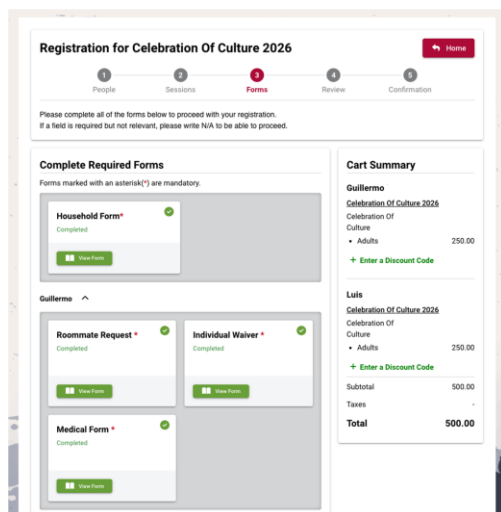 Registration for Celebration Of Culture 2026
Home
1
2
3
4
5
People
Sessions
Forms
Review
Confirmation
Please complete all of the forms below to proceed with your registration.
If a field is required but not relevant, please write N/A to be able to proceed.
Complete Required Forms
Forms marked with an asterisk(*) are mandatory.
Household Form*
Completed
View Form
Guillermo
Roommate Request *
Completed
View Form
Individual Waiver *
Completed
View Form
Medical Form *
Completed
View Form
Cart Summary
Guillermo
Celebration Of Culture 2026
Celebration Of
Culture
• Adults 250.00
+ Enter a Discount Code
Luis
Celebration Of Culture 2026
Celebration Of
Culture
• Adults 250.00
+ Enter a Discount Code
Subtotal 500.00
Taxes -
Total 500.00